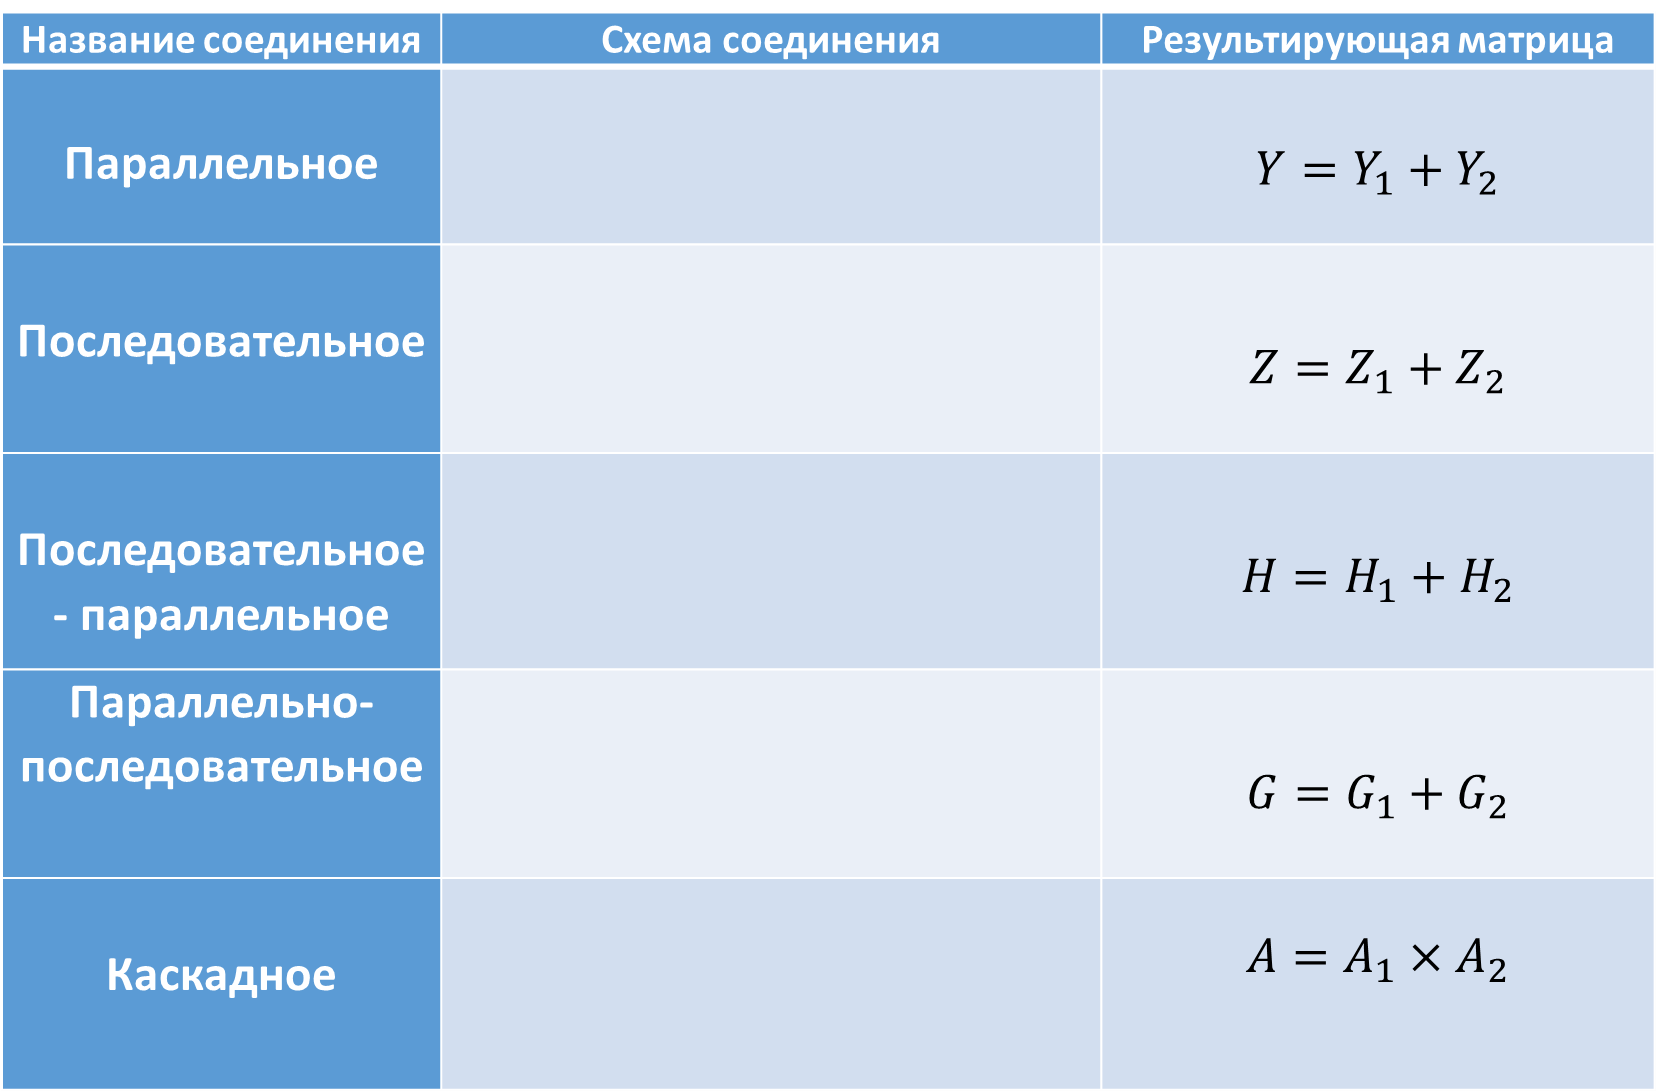 Название соединения Схема соединения Результирующая матрица
Параллельное
Y = Y₁ + Y₂
Последовательное
Z = Z₁ + Z₂
Последовательное
- параллельное
H = H₁ + H₂
Параллельно-
последовательное
G = G₁ + G₂
Каскадное
A = A₁ × A₂